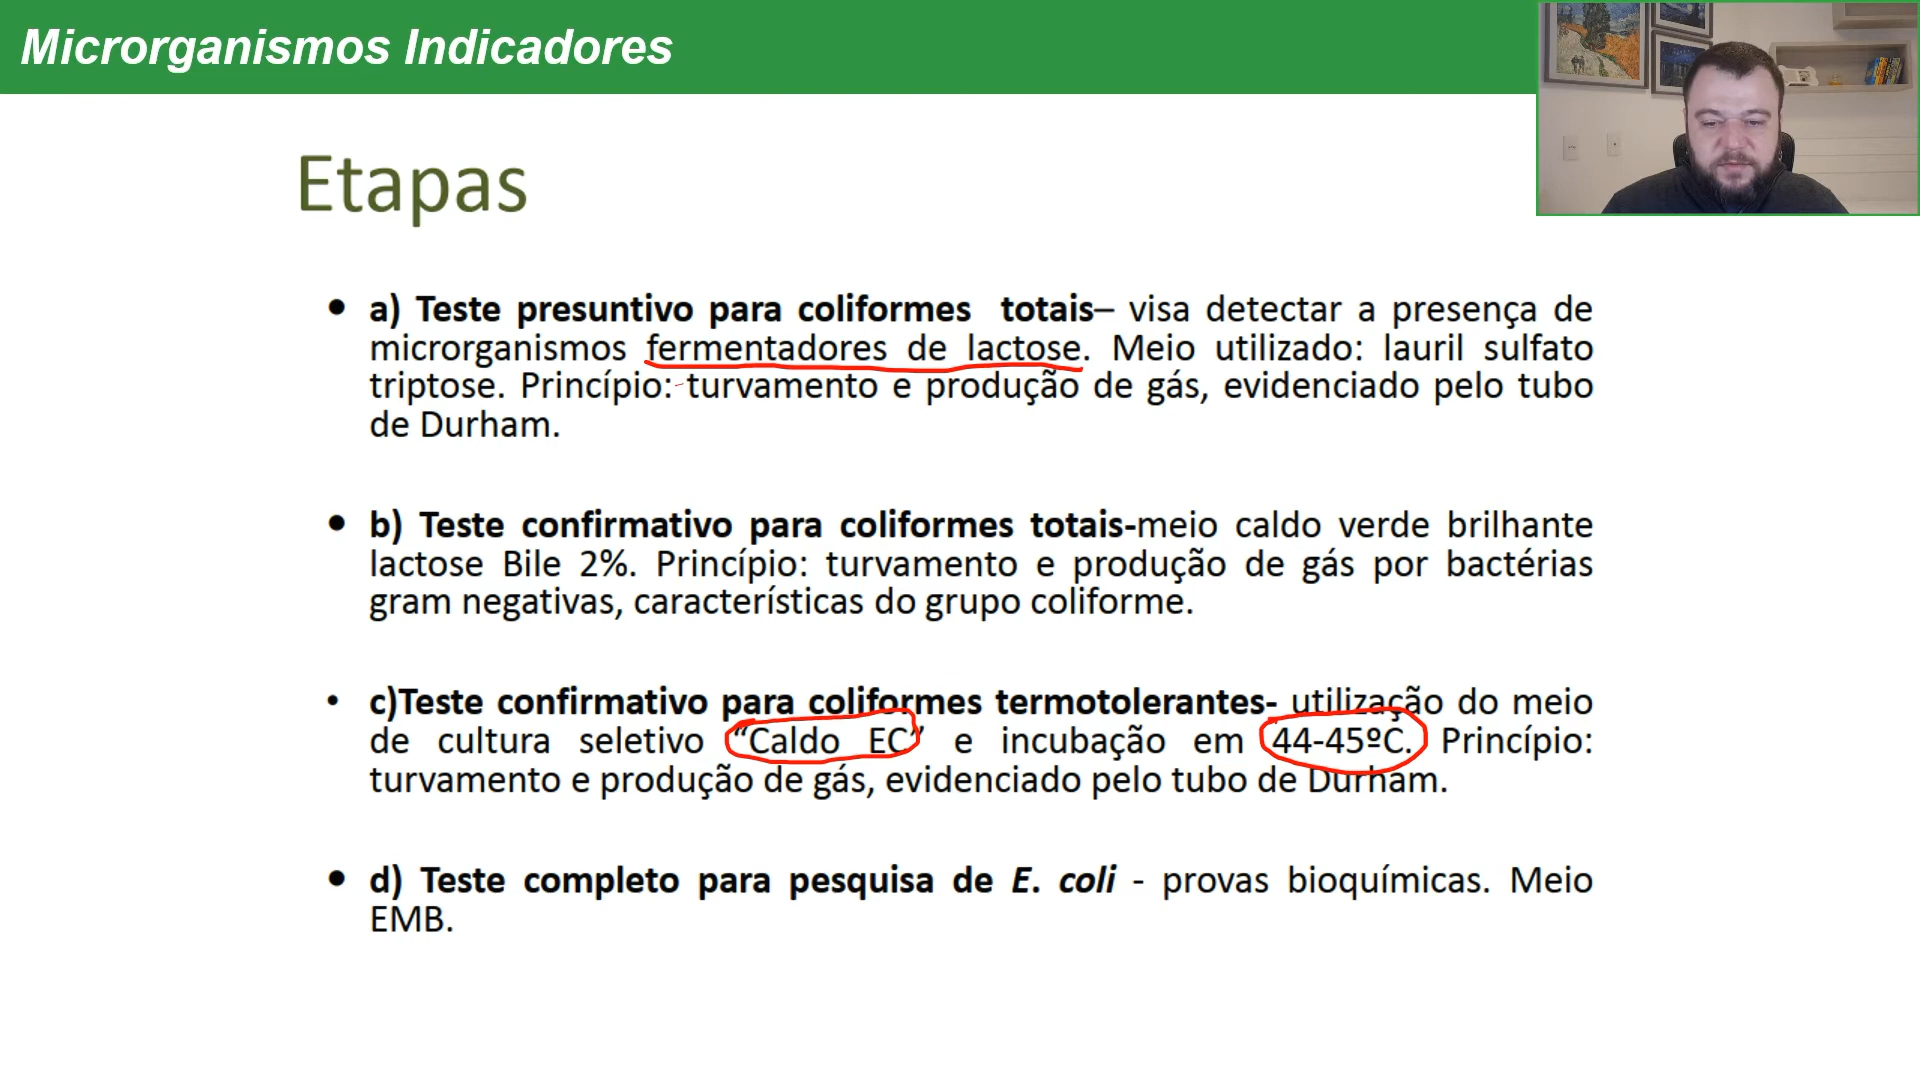 Microrganismos Indicadores
Etapas
• a) Teste presuntivo para coliformes totais– visa detectar a presença de
microrganismos fermentadores de lactose. Meio utilizado: lauril sulfato
triptose. Princípio: turvamento e produção de gás, evidenciado pelo tubo
de Durham.
• b) Teste confirmativo para coliformes totais-meio caldo verde brilhante
lactose Bile 2%. Princípio: turvamento e produção de gás por bactérias
gram negativas, características do grupo coliforme.
• c)Teste confirmativo para coliformes termotolerantes- utilização do meio
de cultura seletivo “Caldo EC” e incubação em 44-45ºC. Princípio:
turvamento e produção de gás, evidenciado pelo tubo de Durham.
• d) Teste completo para pesquisa de E. coli - provas bioquímicas. Meio
EMB.